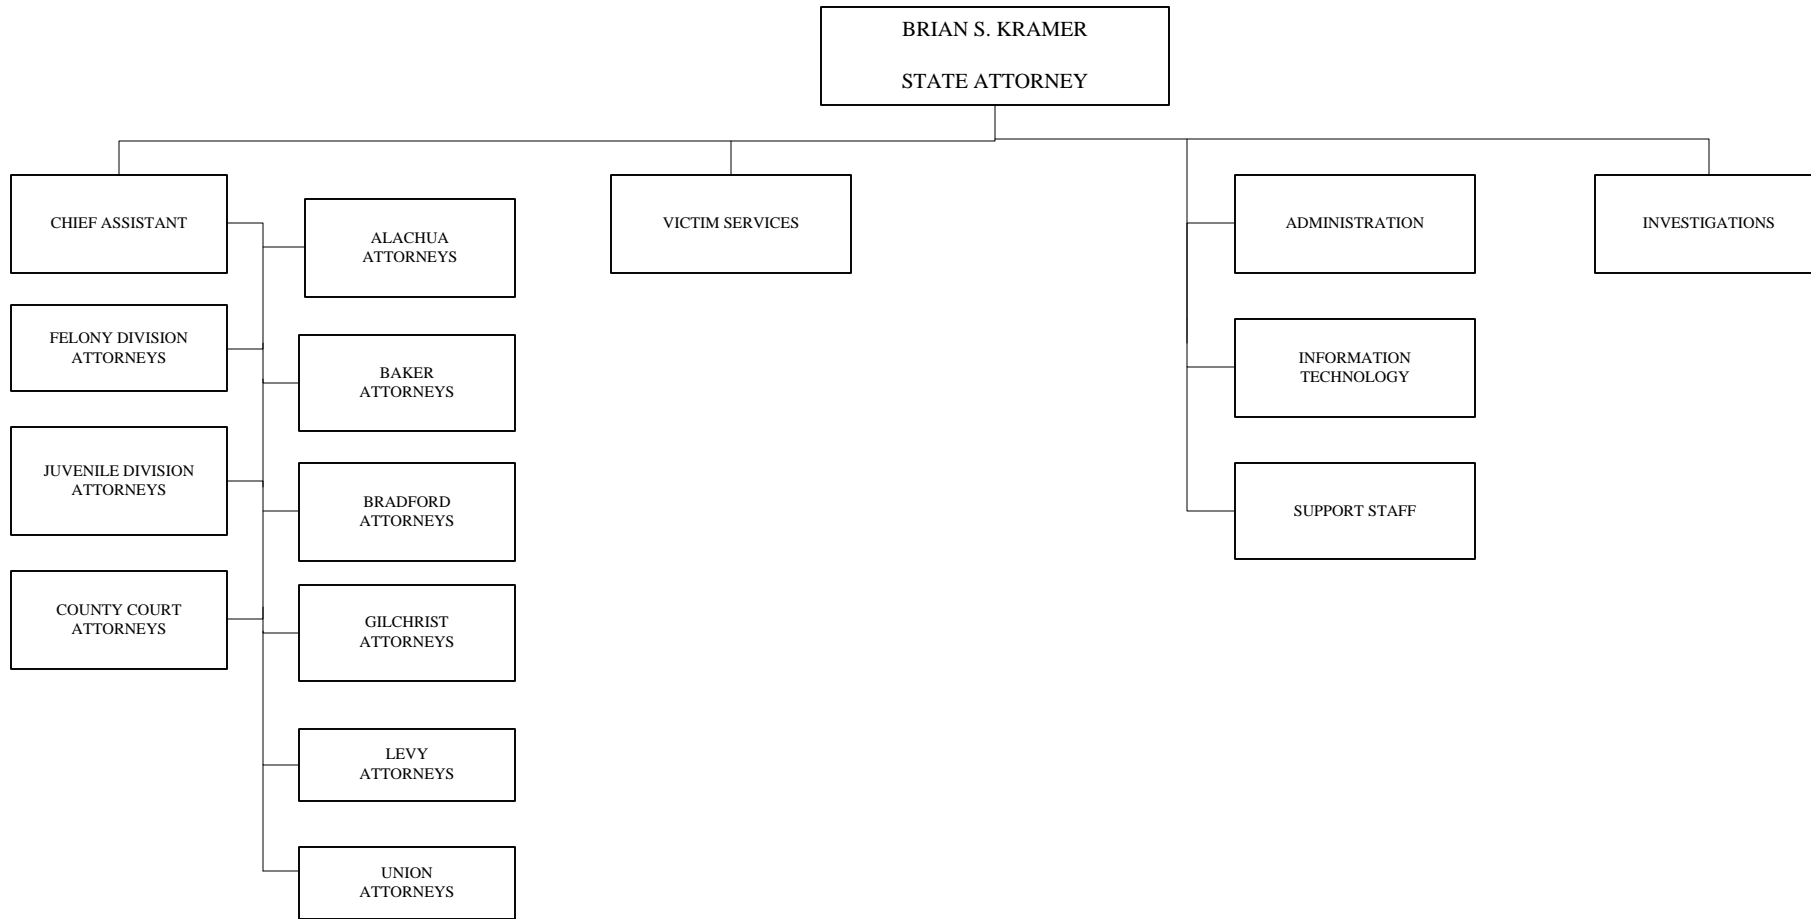 BRIAN S. KRAMER
STATE ATTORNEY
CHIEF ASSISTANT
FELONY DIVISION
ATTORNEYS
JUVENILE DIVISION
ATTORNEYS
COUNTY COURT
ATTORNEYS
ALACHUA
ATTORNEYS
BAKER
ATTORNEYS
BRADFORD
ATTORNEYS
GILCHRIST
ATTORNEYS
LEVY
ATTORNEYS
UNION
ATTORNEYS
VICTIM SERVICES
ADMINISTRATION
INFORMATION
TECHNOLOGY
SUPPORT STAFF
INVESTIGATIONS